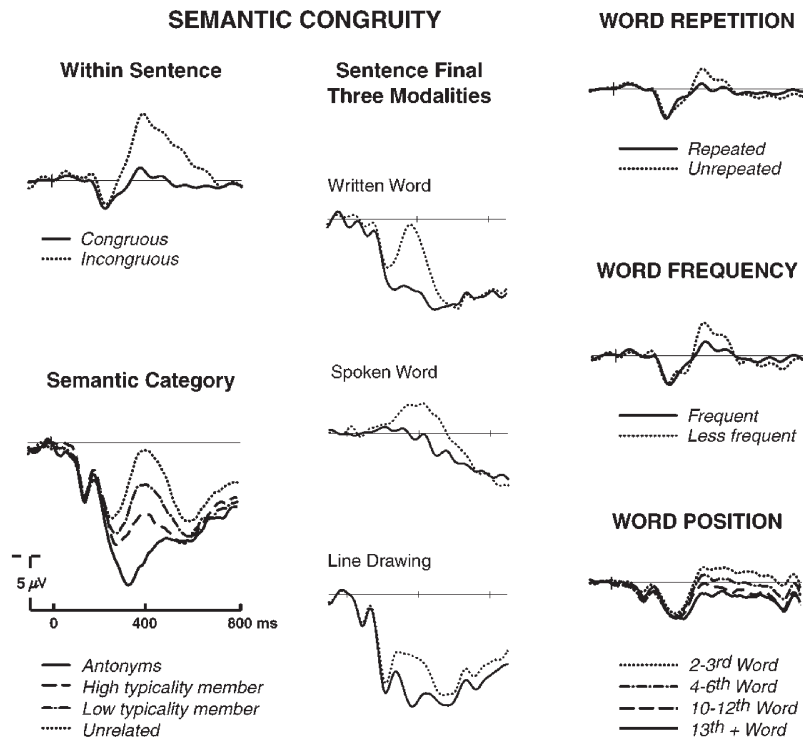 SEMANTIC CONGRUITY
Within Sentence
Congruous
Incongruous
Semantic Category
5 μV
0 400 800 ms
Antonyms
High typicality member
Low typicality member
Unrelated
Sentence Final
Three Modalities
Written Word
Spoken Word
Line Drawing
WORD REPETITION
Repeated
Unrepeated
WORD FREQUENCY
Frequent
Less frequent
WORD POSITION
2-3rd Word
4-6th Word
10-12th Word
13th + Word